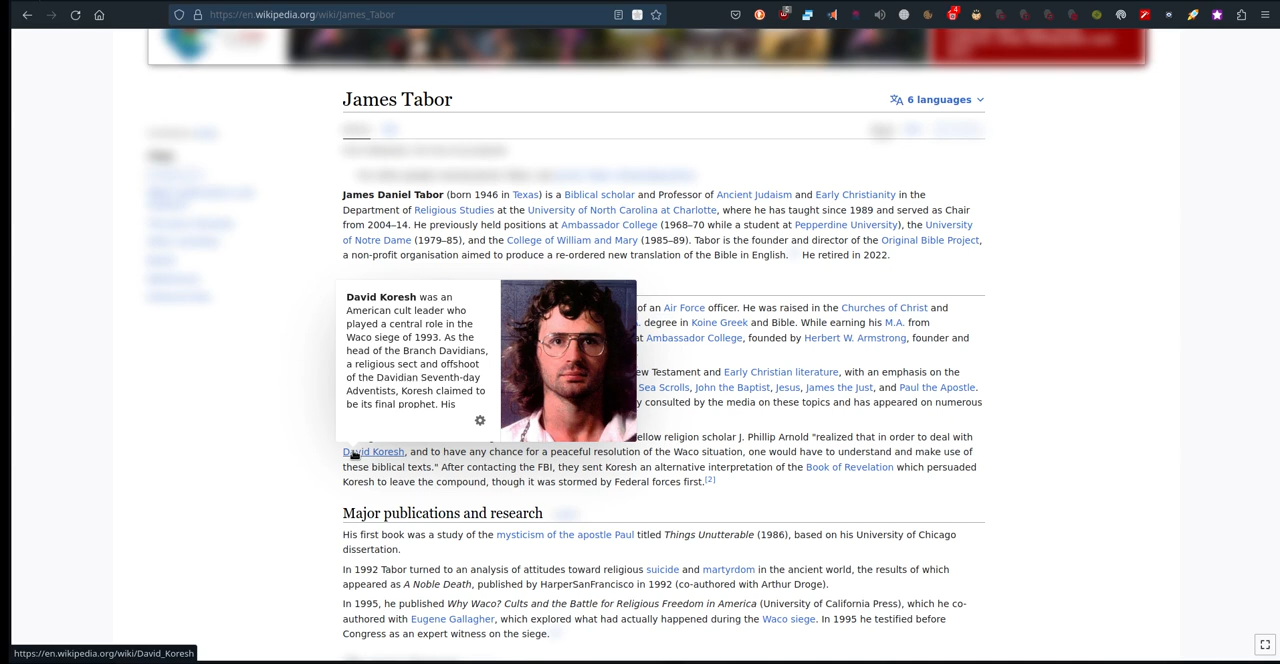 https://en.wikipedia.org/wiki/James_Tabor
5
4
James Tabor
6 languages
James Daniel Tabor (born 1946 in Texas) is a Biblical scholar and Professor of Ancient Judaism and Early Christianity in the
Department of Religious Studies at the University of North Carolina at Charlotte, where he has taught since 1989 and served as Chair
from 2004–14. He previously held positions at Ambassador College (1968–70 while a student at Pepperdine University), the University
of Notre Dame (1979–85), and the College of William and Mary (1985–89). Tabor is the founder and director of the Original Bible Project,
a non-profit organisation aimed to produce a re-ordered new translation of the Bible in English. He retired in 2022.
David Koresh was an
American cult leader who
played a central role in the
Waco siege of 1993. As the
head of the Branch Davidians,
a religious sect and offshoot
of the Davidian Seventh-day
Adventists, Koresh claimed to
be its final prophet. His
of an Air Force officer. He was raised in the Churches of Christ and
degree in Koine Greek and Bible. While earning his M.A. from
at Ambassador College, founded by Herbert W. Armstrong, founder and
Testament and Early Christian literature, with an emphasis on the
Sea Scrolls, John the Baptist, Jesus, James the Just, and Paul the Apostle.
consulted by the media on these topics and has appeared on numerous
religion scholar J. Phillip Arnold "realized that in order to deal with
David Koresh, and to have any chance for a peaceful resolution of the Waco situation, one would have to understand and make use of
these biblical texts." After contacting the FBI, they sent Koresh an alternative interpretation of the Book of Revelation which persuaded
Koresh to leave the compound, though it was stormed by Federal forces first.[2]
Major publications and research
His first book was a study of the mysticism of the apostle Paul titled Things Unutterable (1986), based on his University of Chicago
dissertation.
In 1992 Tabor turned to an analysis of attitudes toward religious suicide and martyrdom in the ancient world, the results of which
appeared as A Noble Death, published by HarperSanFrancisco in 1992 (co-authored with Arthur Droge).
In 1995, he published Why Waco? Cults and the Battle for Religious Freedom in America (University of California Press), which he co-
authored with Eugene Gallagher, which explored what had actually happened during the Waco siege. In 1995 he testified before
Congress as an expert witness on the siege.
https://en.wikipedia.org/wiki/David_Koresh